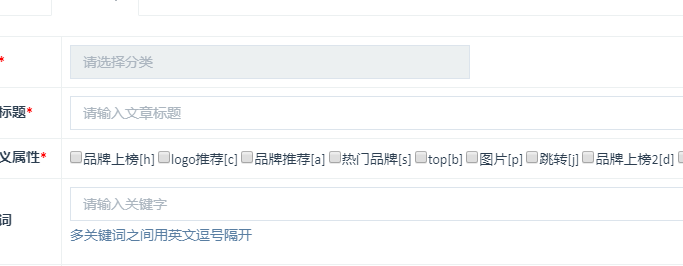 *
请选择分类
标题*
请输入文章标题
义属性*
品牌上榜[h] logo推荐[c] 品牌推荐[a] 热门品牌[s] top[b] 图片[p] 跳转[j] 品牌上榜2[d]
词
请输入关键字
多关键词之间用英文逗号隔开